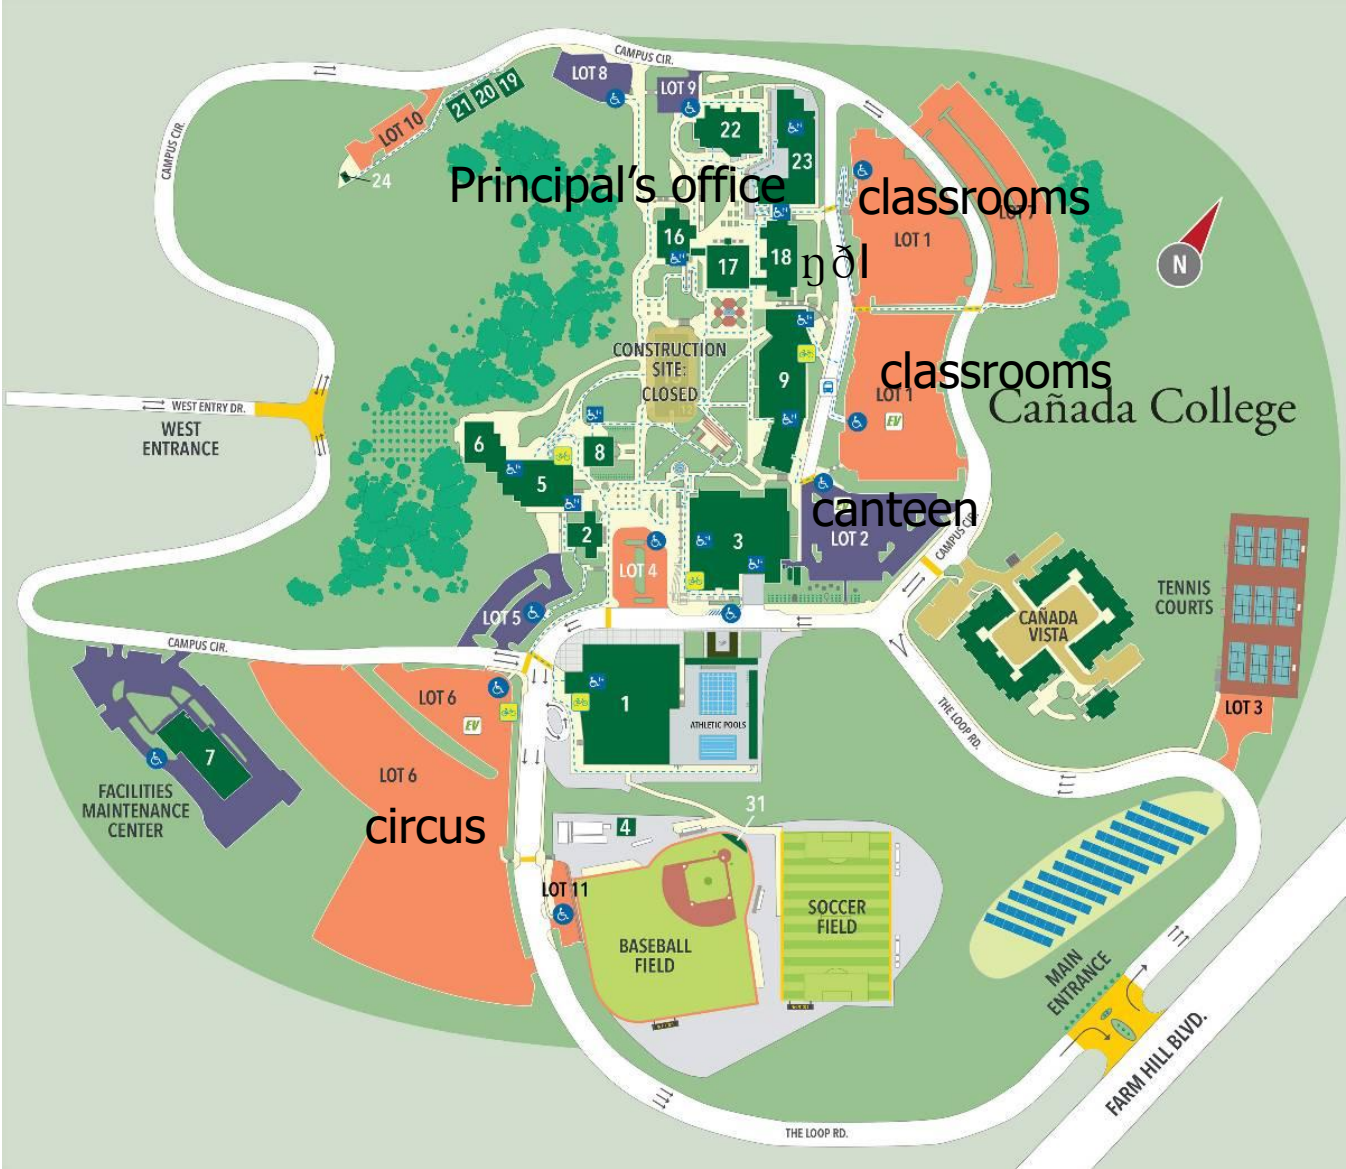 CAMPUS CIR.
LOT 8
LOT 9
21 20 19
LOT 10
22
23
CAMPUS CIR.
24
Principal’s office
classrooms
LOT 7
LOT 1
16
17
18
ŋðI
N
CONSTRUCTION
SITE:
CLOSED
9
classrooms
LOT 1
EV
Cañada College
WEST ENTRY DR.
WEST
ENTRANCE
6
8
5
2
3
canteen
LOT 2
CAMPUS CIR.
LOT 4
LOT 5
CAÑADA
VISTA
TENNIS
COURTS
LOT 3
CAMPUS CIR.
LOT 6
EV
1
ATHLETIC POOLS
THE LOOP RD.
7
FACILITIES
MAINTENANCE
CENTER
LOT 6
circus
4
31
LOT 11
BASEBALL
FIELD
SOCCER
FIELD
MAIN
ENTRANCE
FARM HILL BLVD.
THE LOOP RD.